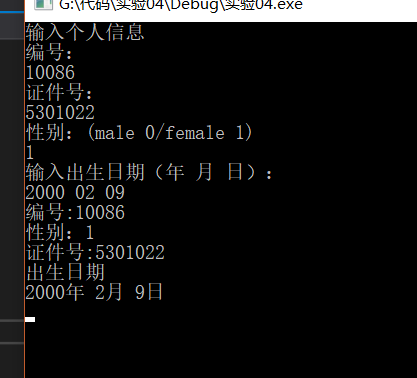 G:\代码\实验04\Debug\实验04.exe
输入个人信息
编号：
10086
证件号：
5301022
性别：(male 0/female 1)
1
输入出生日期（年 月 日）：
2000 02 09
编号:10086
性别：1
证件号:5301022
出生日期
2000年 2月 9日